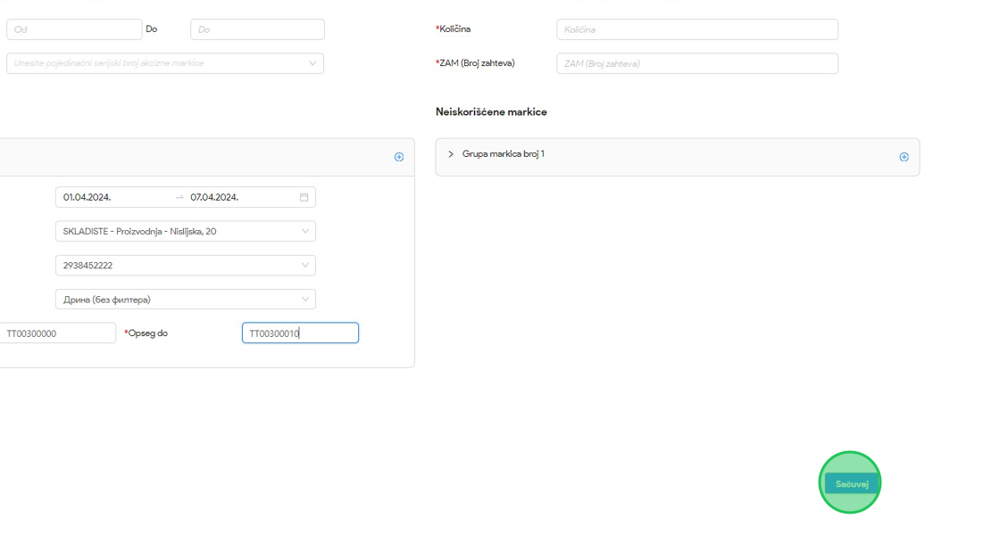 Od
Do
Do
*Količina
Količina
Unesite pojedinačni serijski broj akcizne markice
*ZAM (Broj zahteva)
ZAM (Broj zahteva)
Neiskorišćene markice
Grupa markica broj 1
01.04.2024.
07.04.2024.
SKLADISTE - Proizvodnja - Nislijska, 20
2938452222
Дрина (без филтера)
TT00300000
*Opseg do
TT00300010
Sačuvaj